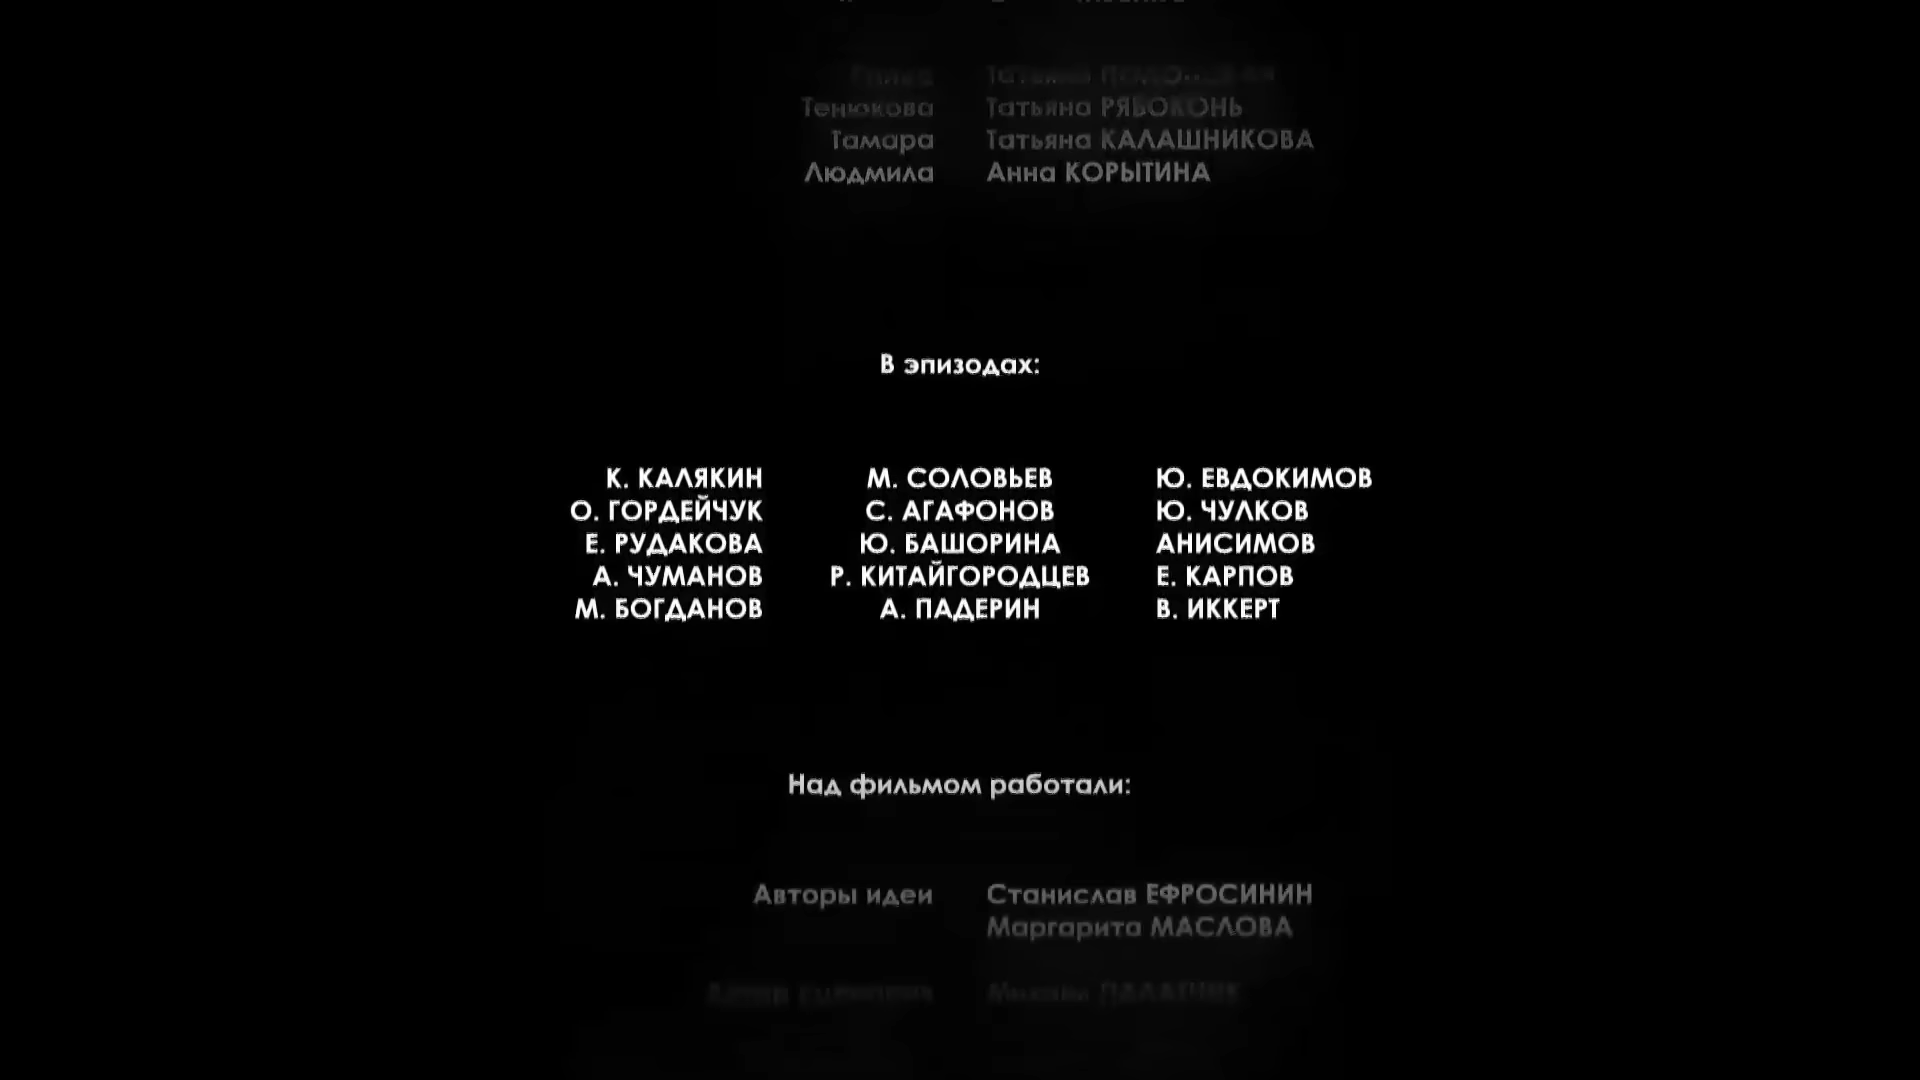 Татьяна
Тенюкова Татьяна РЯБОКОНЬ
Тамара Татьяна КАЛАШНИКОВА
Людмила Анна КОРЫТИНА
В эпизодах:
К. КАЛЯКИН М. СОЛОВЬЕВ Ю. ЕВДОКИМОВ
О. ГОРДЕЙЧУК С. АГАФОНОВ Ю. ЧУЛКОВ
Е. РУДАКОВА Ю. БАШОРИНА АНИСИМОВ
А. ЧУМАНОВ Р. КИТАЙГОРОДЦЕВ Е. КАРПОВ
М. БОГДАНОВ А. ПАДЕРИН В. ИККЕРТ
Над фильмом работали:
Авторы идеи Станислав ЕФРОСИНИН
Маргарита МАСЛОВА